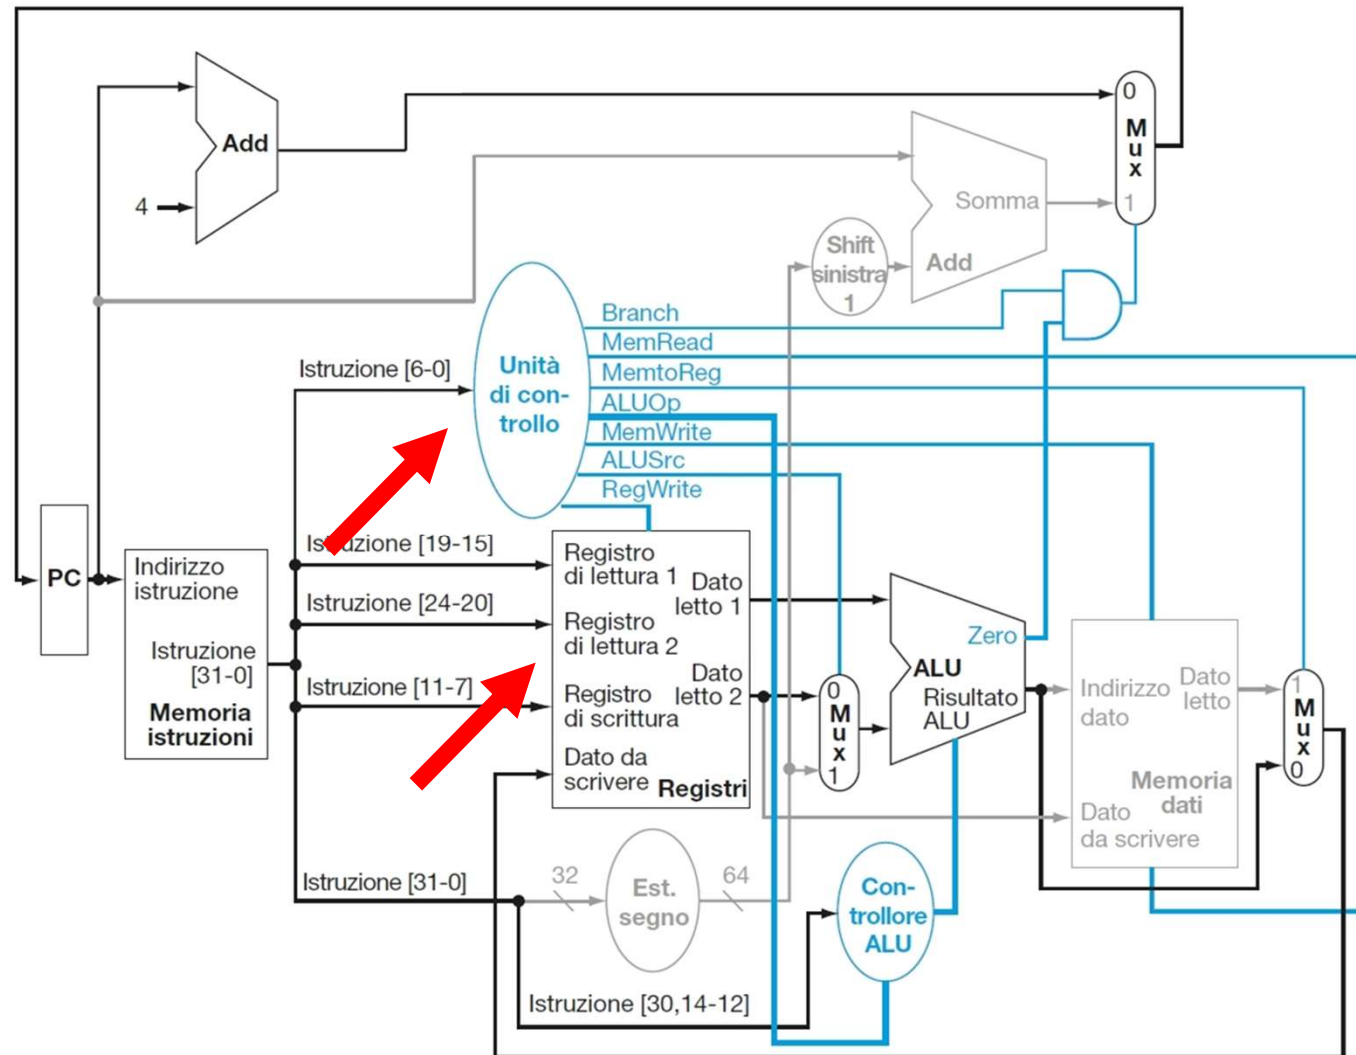 0
M
u
x
1
Add
4
Somma
Add
Shift
sinistra
1
Branch
MemRead
MemtoReg
ALUOp
MemWrite
ALUSrc
RegWrite
Unità
di con-
trollo
Istruzione [6-0]
Istruzione [19-15]
Istruzione [24-20]
Istruzione [11-7]
PC
Indirizzo
istruzione
Istruzione
[31-0]
Memoria
istruzioni
Registro
di lettura 1
Registro
di lettura 2
Registro
di scrittura
Dato da
scrivere
Registri
Dato
letto 1
Dato
letto 2
0
M
u
x
1
Zero
ALU
Risultato
ALU
Indirizzo
dato
Dato
letto
Memoria
dati
Dato
da scrivere
1
M
u
x
0
Istruzione [31-0]
32
Est.
segno
64
Con-
trollore
ALU
Istruzione [30,14-12]